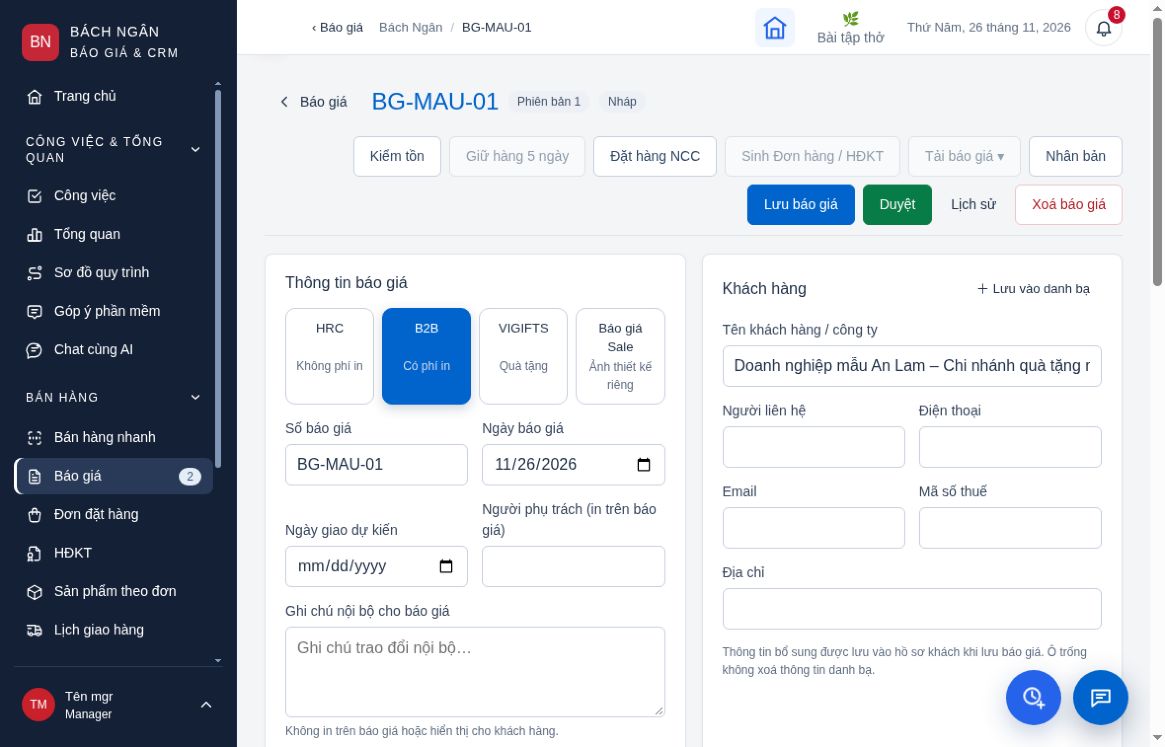 BN
BÁCH NGÂN
BÁO GIÁ & CRM
Trang chủ
CÔNG VIỆC & TỔNG
QUAN
Công việc
Tổng quan
Sơ đồ quy trình
Góp ý phần mềm
Chat cùng AI
BÁN HÀNG
Bán hàng nhanh
Báo giá 2
Đơn đặt hàng
HĐKT
Sản phẩm theo đơn
Lịch giao hàng
TM
Tên mgr
Manager
‹ Báo giá Bách Ngân / BG-MAU-01
Bài tập thở
Thứ Năm, 26 tháng 11, 2026
8
Báo giá BG-MAU-01 Phiên bản 1 Nháp
Kiểm tồn Giữ hàng 5 ngày Đặt hàng NCC Sinh Đơn hàng / HĐKT Tải báo giá ▾ Nhân bản
Lưu báo giá Duyệt Lịch sử Xoá báo giá
Thông tin báo giá
HRC
Không phí in
B2B
Có phí in
VIGIFTS
Quà tặng
Báo giá
Sale
Ảnh thiết kế
riêng
Số báo giá Ngày báo giá
BG-MAU-01 11/26/2026
Ngày giao dự kiến
Người phụ trách (in trên báo
giá)
mm/dd/yyyy
Ghi chú nội bộ cho báo giá
Ghi chú trao đổi nội bộ…
Không in trên báo giá hoặc hiển thị cho khách hàng.
Khách hàng
+ Lưu vào danh bạ
Tên khách hàng / công ty
Doanh nghiệp mẫu An Lam – Chi nhánh quà tặng
Người liên hệ Điện thoại
Email Mã số thuế
Địa chỉ
Thông tin bổ sung được lưu vào hồ sơ khách khi lưu báo giá. Ô trống
không xoá thông tin danh bạ.